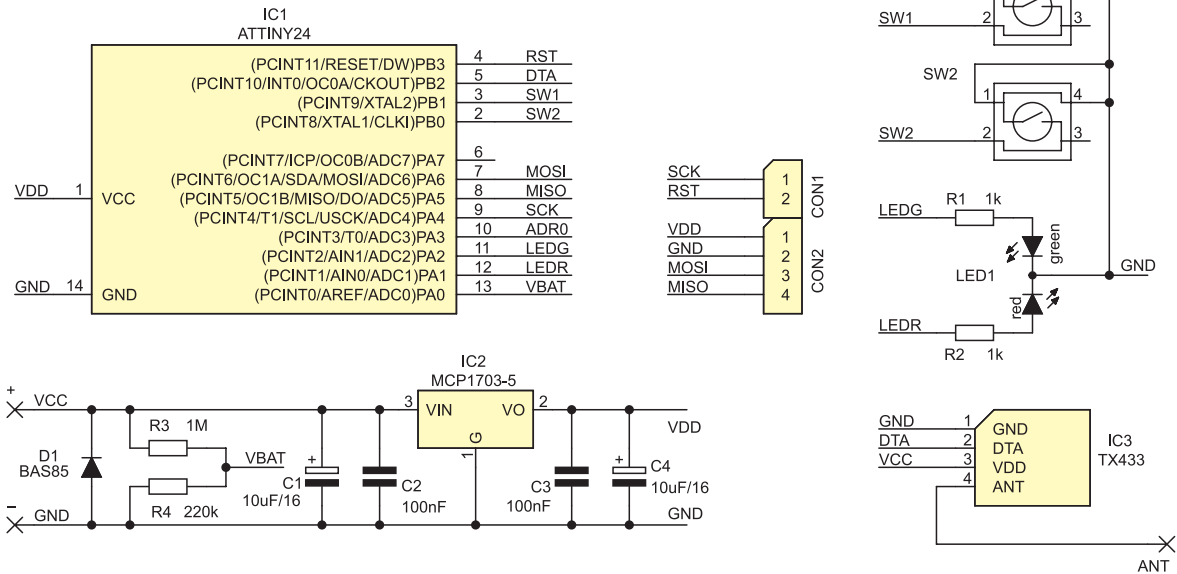 IC1
ATTINY24
VDD 1 VCC
GND 14 GND
(PCINT11/RESET/DW)PB3 4 RST
(PCINT10/INT0/OC0A/CKOUT)PB2 5 DTA
(PCINT9/XTAL2)PB1 3 SW1
(PCINT8/XTAL1/CLKI)PB0 2 SW2
(PCINT7/ICP/OC0B/ADC7)PA7 6
(PCINT6/OC1A/SDA/MOSI/ADC6)PA6 7 MOSI
(PCINT5/OC1B/MISO/DO/ADC5)PA5 8 MISO
(PCINT4/T1/SCL/USCK/ADC4)PA4 9 SCK
(PCINT3/T0/ADC3)PA3 10 ADR0
(PCINT2/AIN1/ADC2)PA2 11 LEDG
(PCINT1/AIN0/ADC1)PA1 12 LEDR
(PCINT0/AREF/ADC0)PA0 13 VBAT
SCK 1
RST 2
CON1
VDD 1
GND 2
MOSI 3
MISO 4
CON2
SW1 2 3
SW2
1 4
SW2 2 3
LEDG R1 1k
green
LED1
GND
red
LEDR
R2 1k
+ VCC
D1
BAS85
R3 1M
VBAT
R4 220k
- GND
+
C1
10uF/16
C2
100nF
IC2
MCP1703-5
3 VIN VO 2
G
1
VDD
C3
100nF
+
C4
10uF/16
GND
GND 1 GND
DTA 2 DTA
VCC 3 VDD
4 ANT
IC3
TX433
ANT